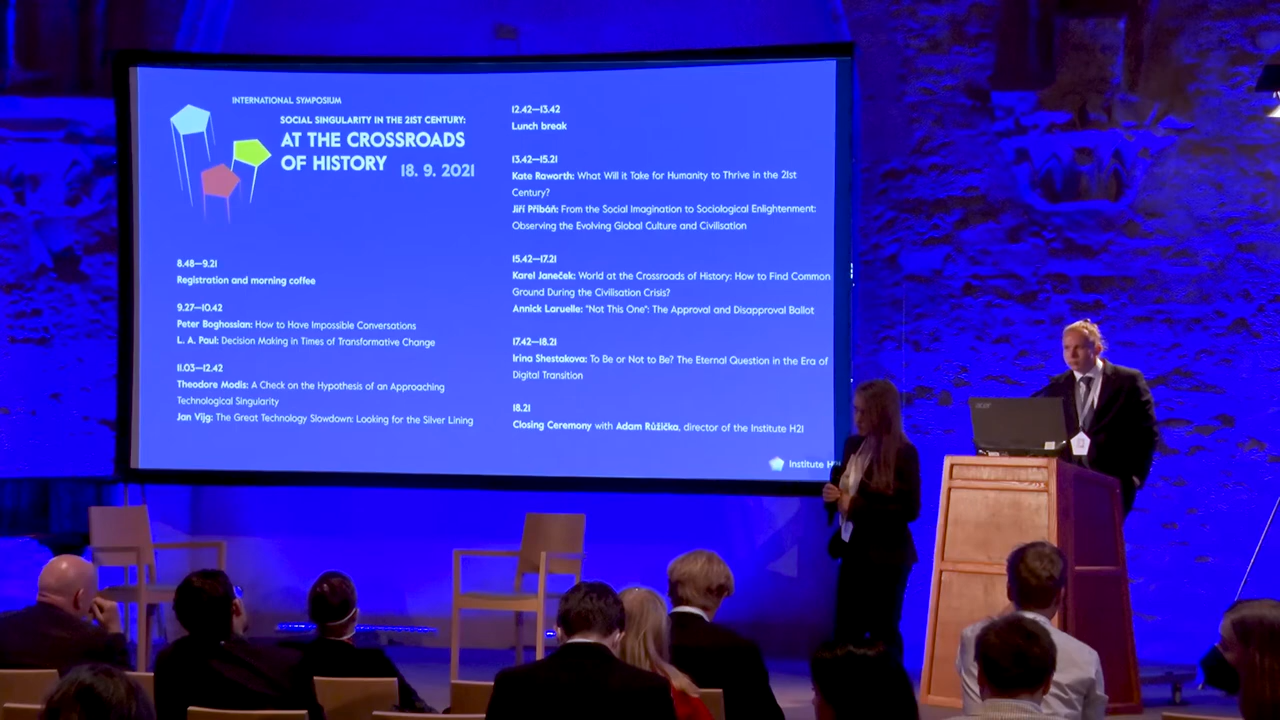 INTERNATIONAL SYMPOSIUM
SOCIAL SINGULARITY IN THE 21ST CENTURY:
AT THE CROSSROADS
OF HISTORY 18. 9. 2021
8.48—9.21
Registration and morning coffee
9.27—10.42
Peter Boghossian: How to Have Impossible Conversations
L. A. Paul: Decision Making in Times of Transformative Change
11.03—12.42
Theodore Modis: A Check on the Hypothesis of an Approaching
Technological Singularity
Jan Vijg: The Great Technology Slowdown: Looking for the Silver Lining
12.42—13.42
Lunch break
13.42—15.21
Kate Raworth: What Will it Take for Humanity to Thrive in the 21st
Century?
Jiří Přibáň: From the Social Imagination to Sociological Enlightenment:
Observing the Evolving Global Culture and Civilisation
15.42—17.21
Karel Janeček: World at the Crossroads of History: How to Find Common
Ground During the Civilisation Crisis?
Annick Laruelle: "Not This One": The Approval and Disapproval Ballot
17.42—18.21
Irina Shestakova: To Be or Not to Be? The Eternal Question in the Era of
Digital Transition
18.21
Closing Ceremony with Adam Růžička, director of the Institute H21
Institute H21
acer